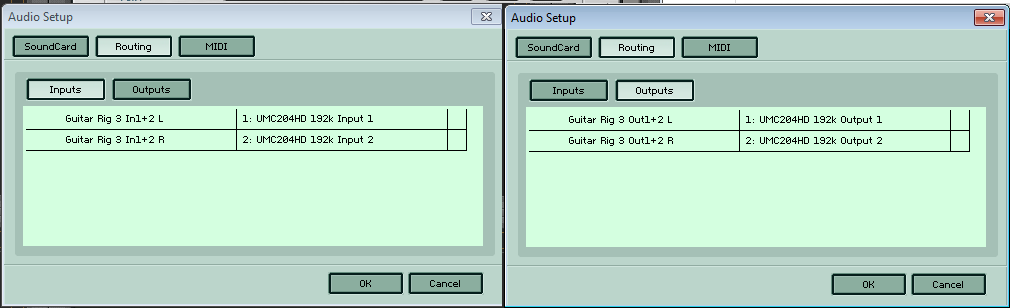 Audio Setup
SoundCard Routing MIDI
Inputs Outputs
Guitar Rig 3 In1+2 L 1: UMC204HD 192k Input 1
Guitar Rig 3 In1+2 R 2: UMC204HD 192k Input 2
OK Cancel
Audio Setup
SoundCard Routing MIDI
Inputs Outputs
Guitar Rig 3 Out1+2 L 1: UMC204HD 192k Output 1
Guitar Rig 3 Out1+2 R 2: UMC204HD 192k Output 2
OK Cancel